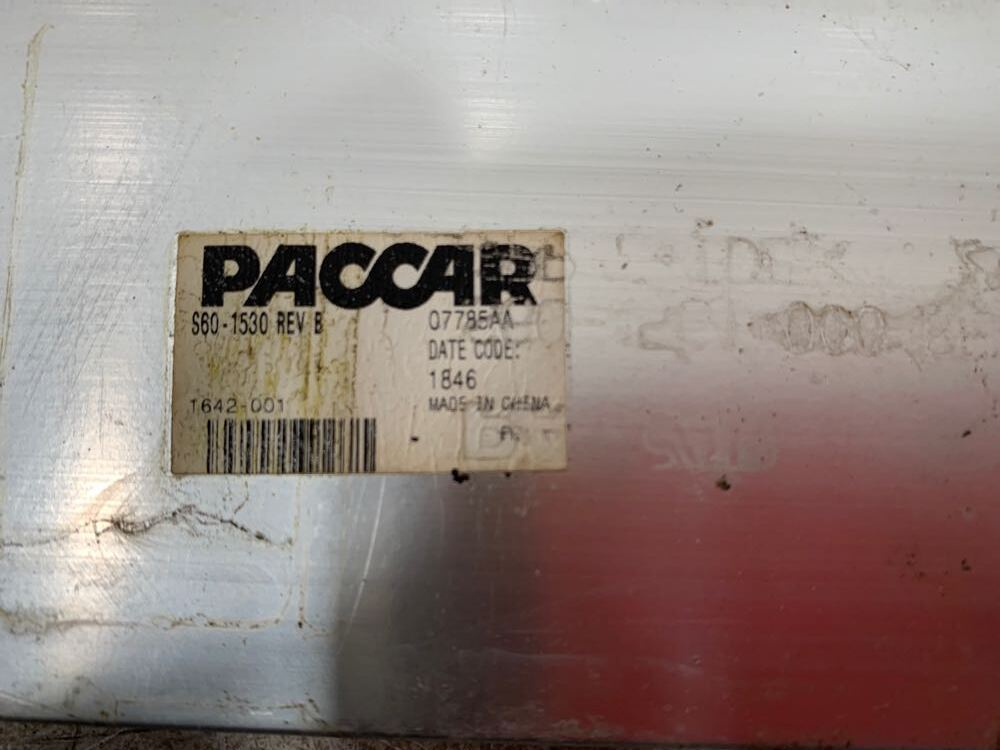 PACCAR
S60-1530 REV B
07785AA
DATE CODE:
1846
1642-001
MADE IN CHINA